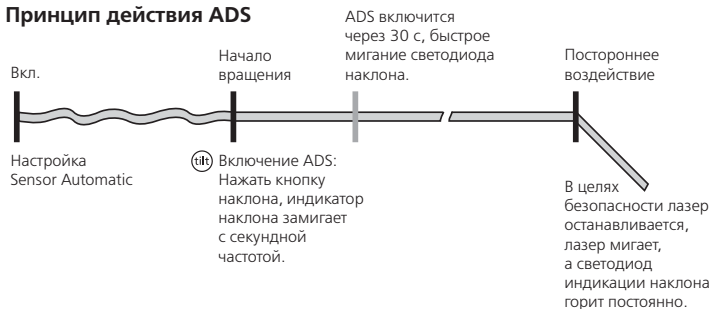 Принцип действия ADS
Вкл.
Настройка
Sensor Automatic
Начало
вращения
tilt Включение ADS:
Нажать кнопку
наклона, индикатор
наклона замигает
с секундной
частотой.
ADS включится
через 30 с, быстрое
мигание светодиода
наклона.
Постороннее
воздействие
В целях
безопасности лазер
останавливается,
лазер мигает,
а светодиод
индикации наклона
горит постоянно.